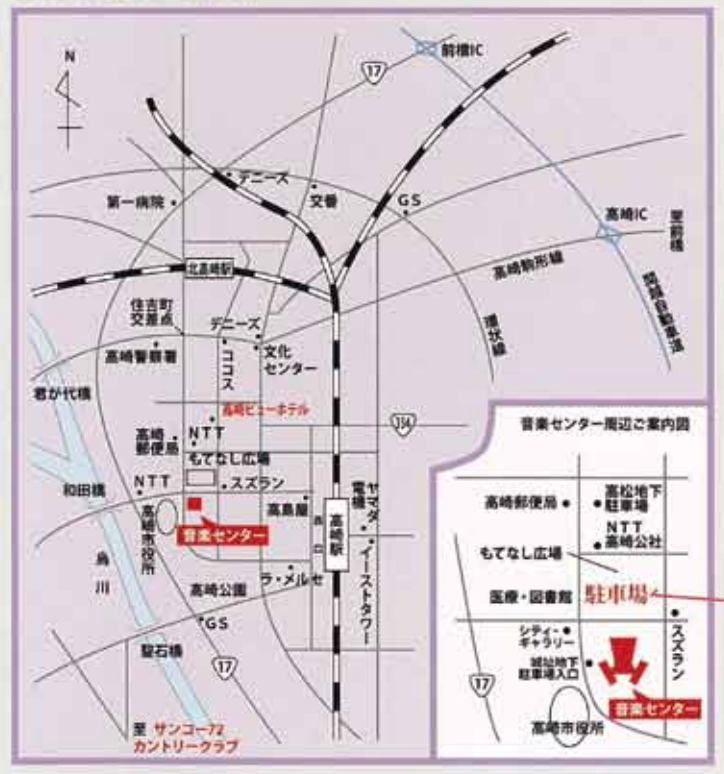 N
17
前橋IC
デニーズ
第一病院
交番
GS
高崎IC
至前橋
高崎駒形線
関越自動車道
環状線
北高崎駅
住吉町
交差点
デニーズ
高崎警察署
ココス
文化
センター
君が代橋
高崎ビューホテル
354
高崎
郵便局
NTT
もてなし広場
和田橋
NTT
スズラン
高島屋
ヤマダ
電機
高崎駅
西口
高崎市役所
音楽センター
イーストタワー
烏川
高崎公園
ラ・メルセ
GS
聖石橋
17
至 サンコー72
カントリークラブ
音楽センター周辺ご案内図
高崎郵便局
高松地下
駐車場
NTT
高崎公社
もてなし広場
医療・図書館
駐車場
シティ・
ギャラリー
スズラン
城址地下
駐車場入口
17
音楽センター
高崎市役所